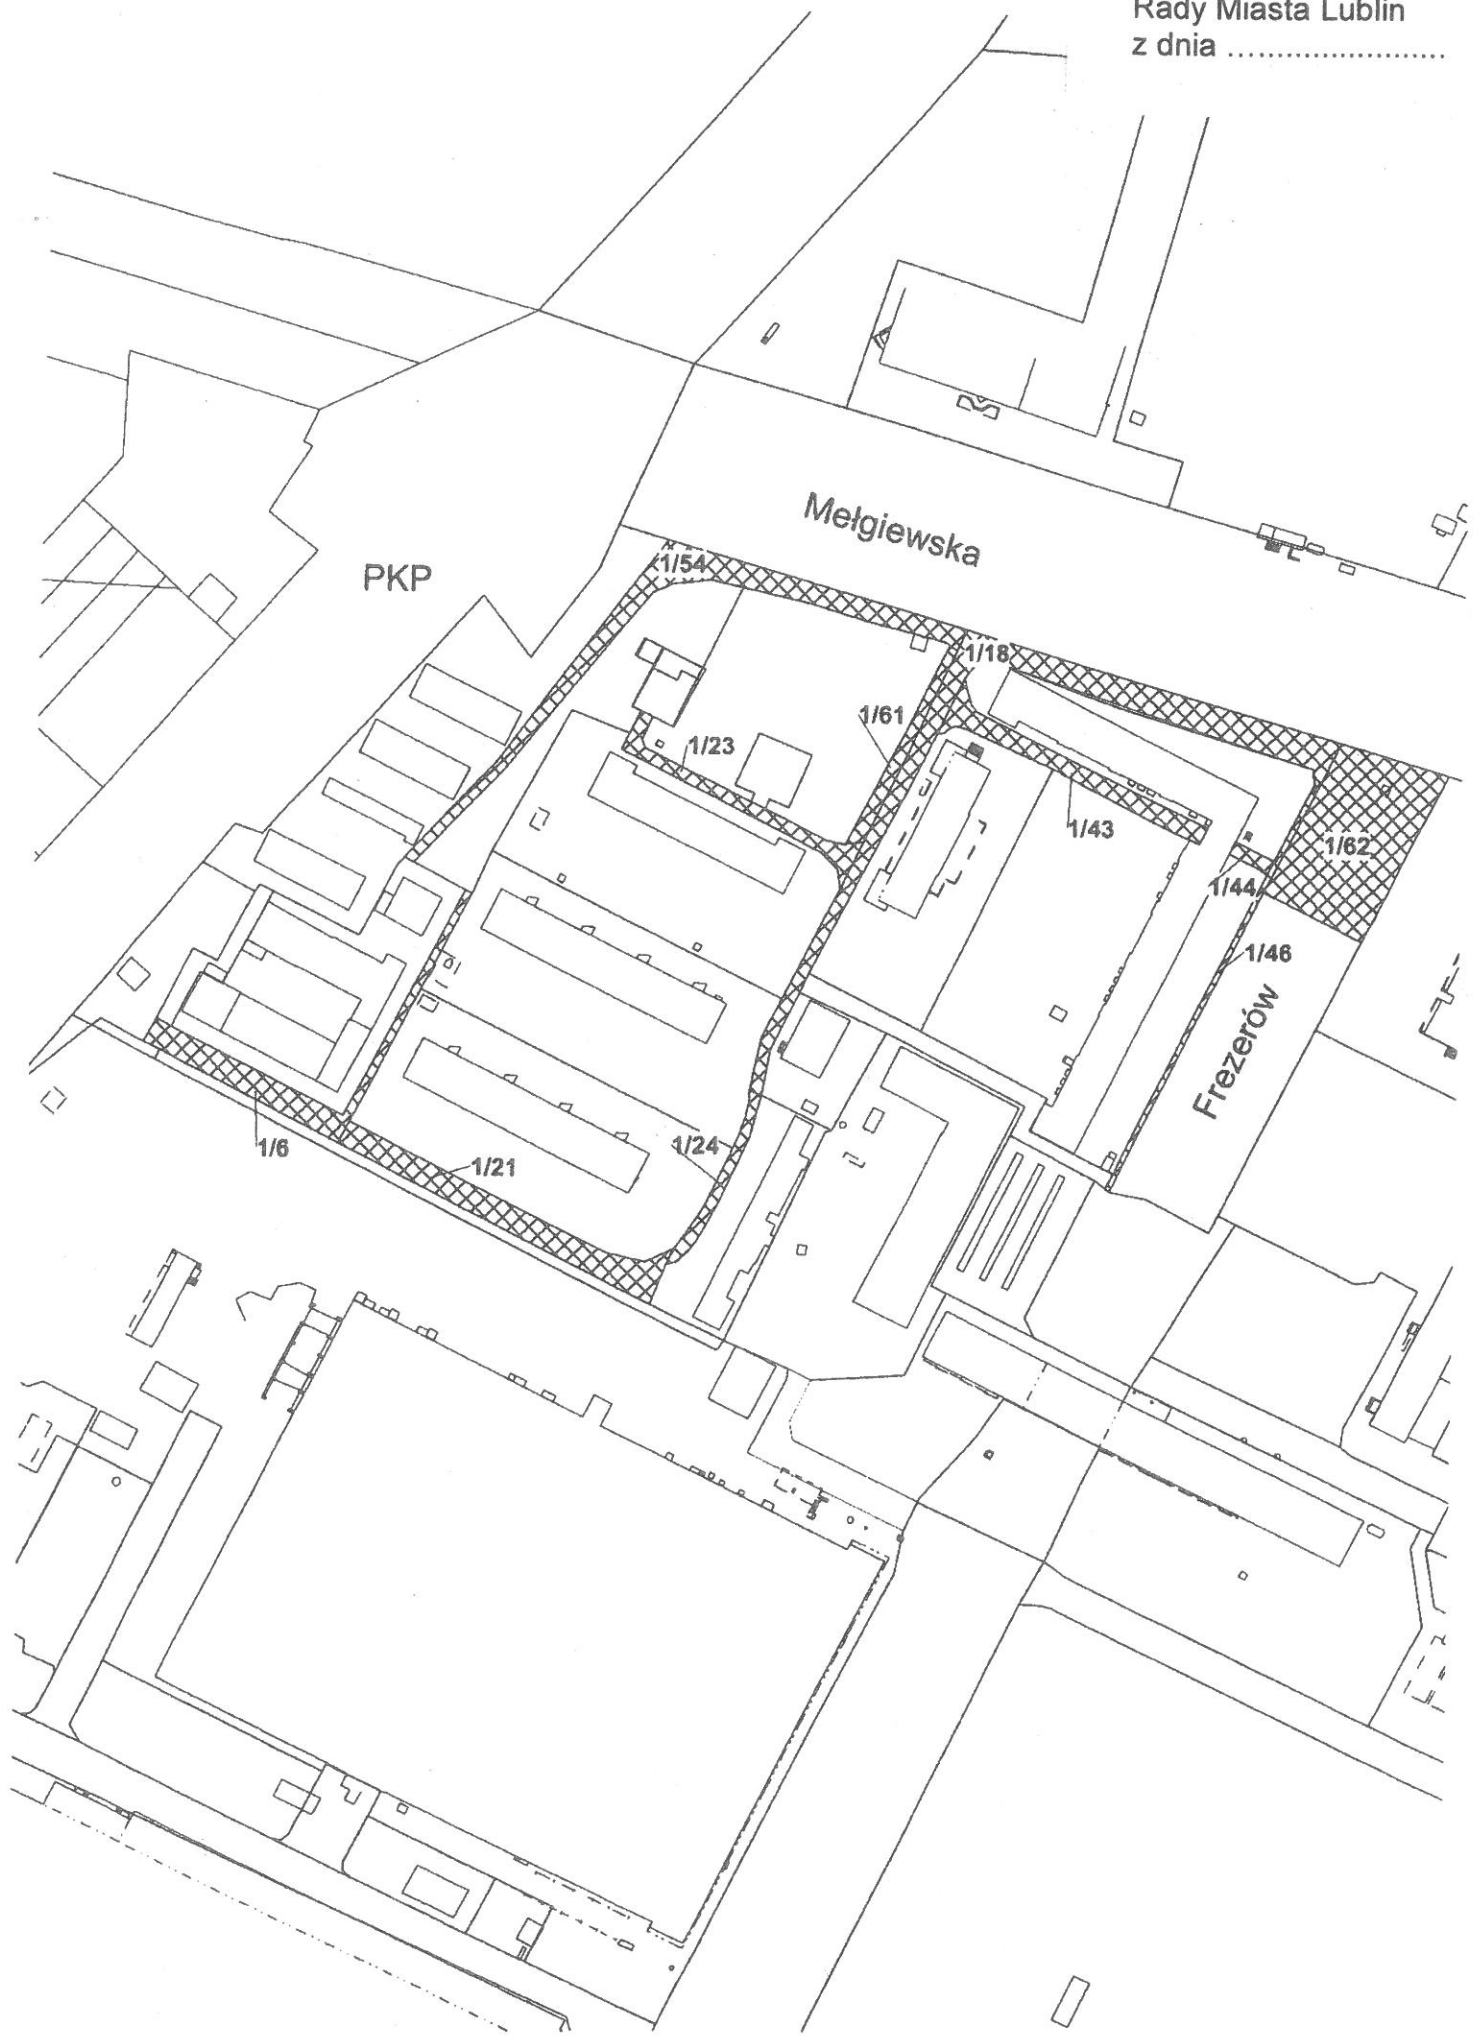 Rady Miasta Lublin
z dnia ........................
Mełgiewska
PKP
1/54
1/18
1/61
1/23
1/43
1/62
1/44
1/46
Frezerów
1/6
1/21
1/24